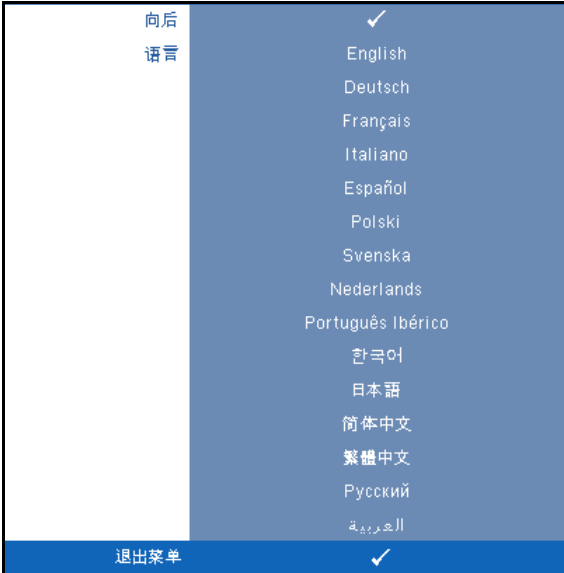 向后 ✓
语言 English
Deutsch
Français
Italiano
Español
Polski
Svenska
Nederlands
Português Ibérico
한국어
日本語
简体中文
繁體中文
Русский
العربية
退出菜单 ✓